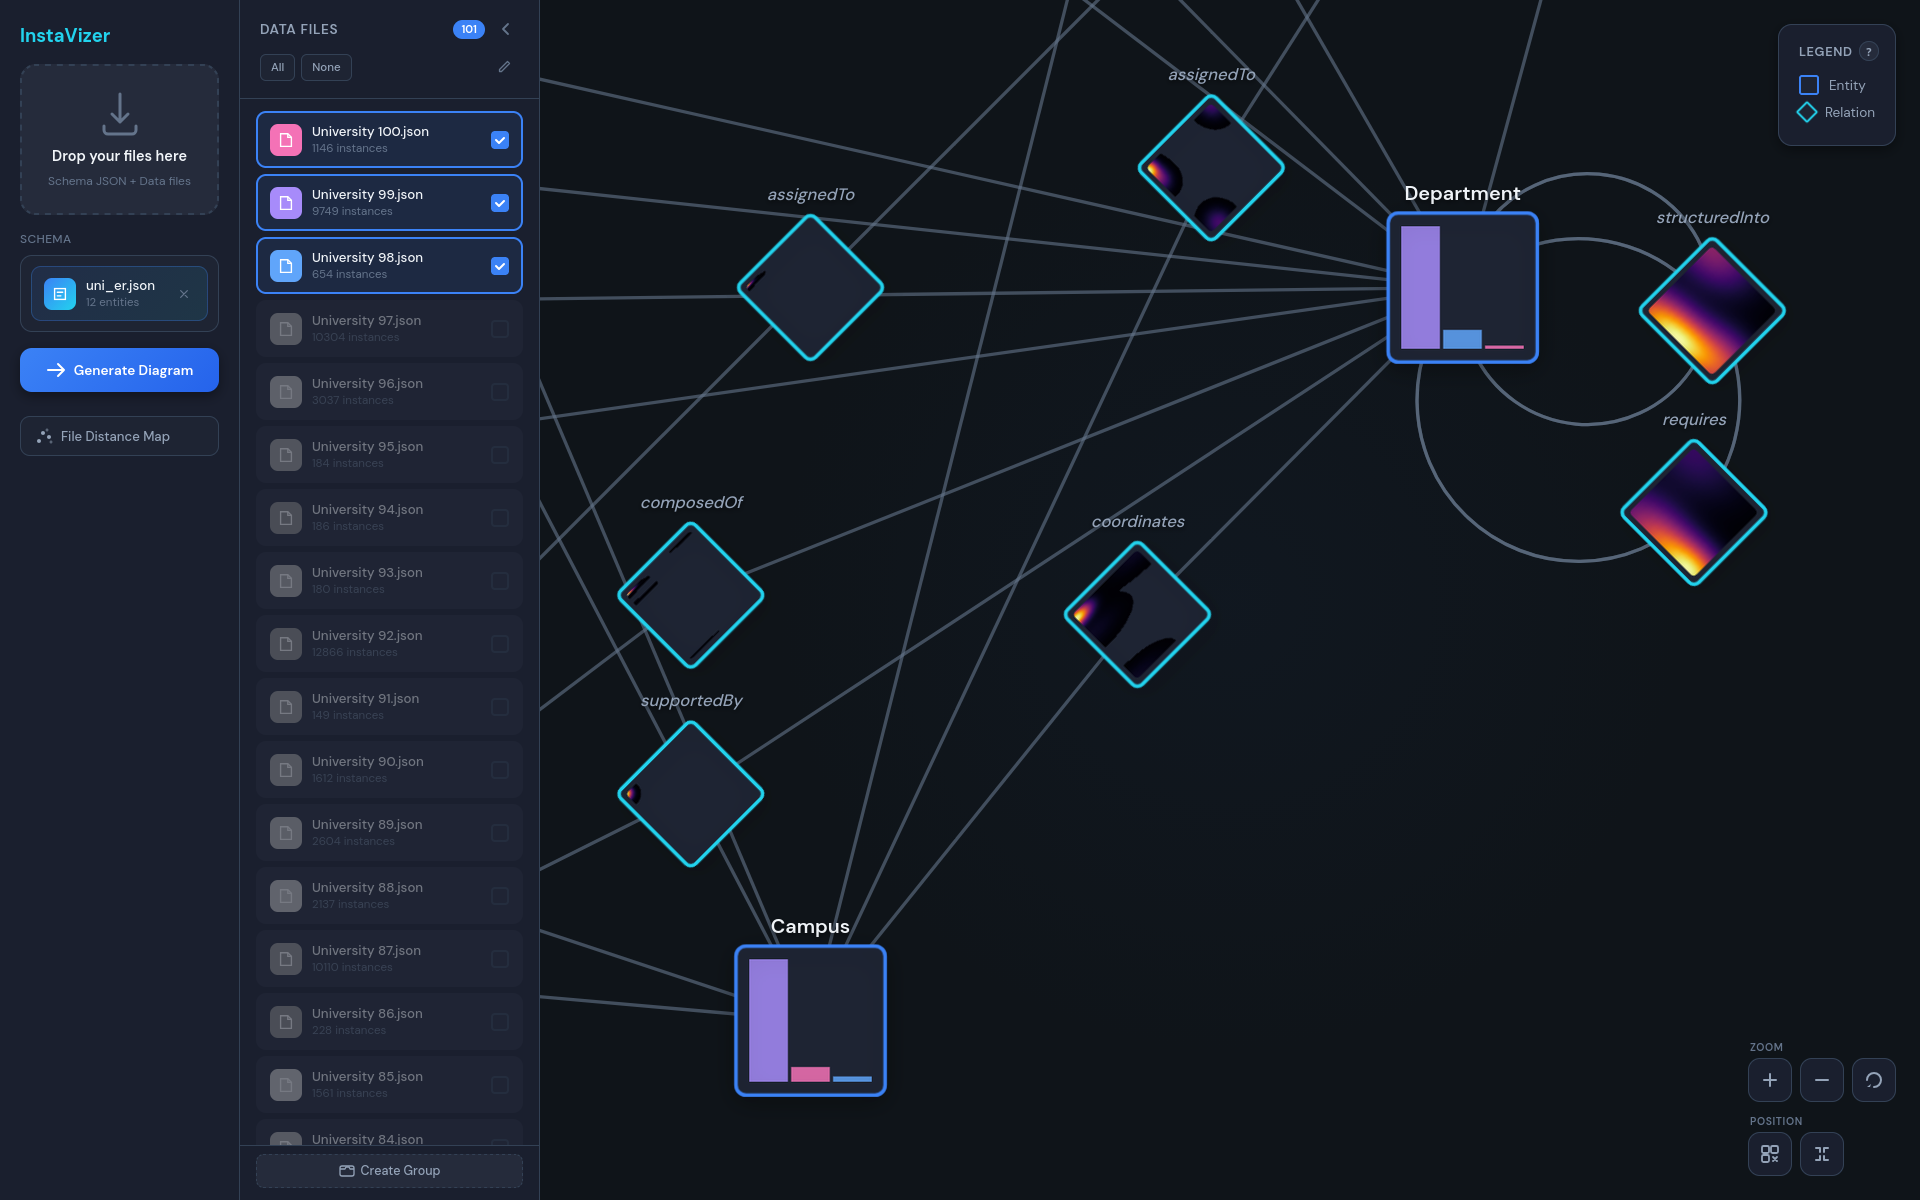 InstaVizer
Drop your files here
Schema JSON + Data files
SCHEMA
uni_er.json
12 entities
Generate Diagram
File Distance Map
DATA FILES
101
All
None
University 100.json
1146 instances
University 99.json
9749 instances
University 98.json
654 instances
University 97.json
10304 instances
University 96.json
3037 instances
University 95.json
184 instances
University 94.json
186 instances
University 93.json
180 instances
University 92.json
12866 instances
University 91.json
149 instances
University 90.json
1612 instances
University 89.json
2604 instances
University 88.json
2137 instances
University 87.json
10110 instances
University 86.json
228 instances
University 85.json
1561 instances
University 84.json
Create Group
assignedTo
assignedTo
Department
structuredInto
requires
composedOf
coordinates
supportedBy
Campus
LEGEND ?
Entity
Relation
ZOOM
POSITION